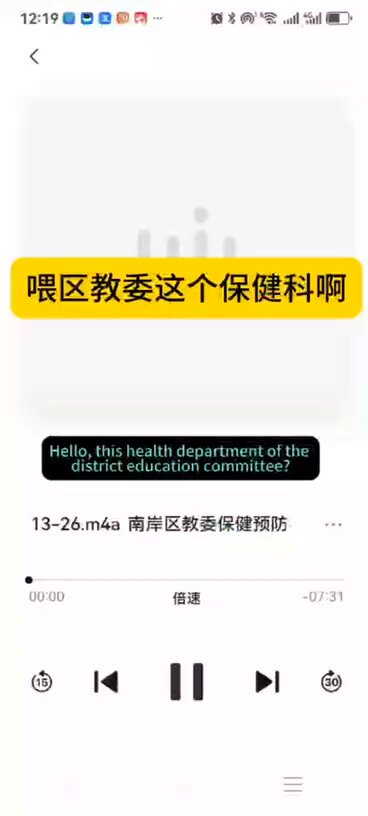 12:19
喂区教委这个保健科啊
Hello, this health department of the
district education committee?
13-26.m4a 南岸区教委保健预防
00:00 倍速 -07:31
15 30